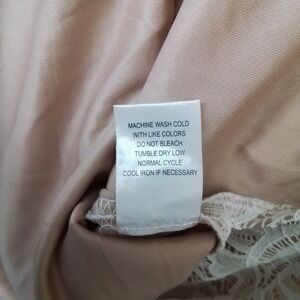 MACHINE WASH COLD
WITH LIKE COLORS
DO NOT BLEACH
TUMBLE DRY LOW
NORMAL CYCLE
COOL IRON IF NECESSARY